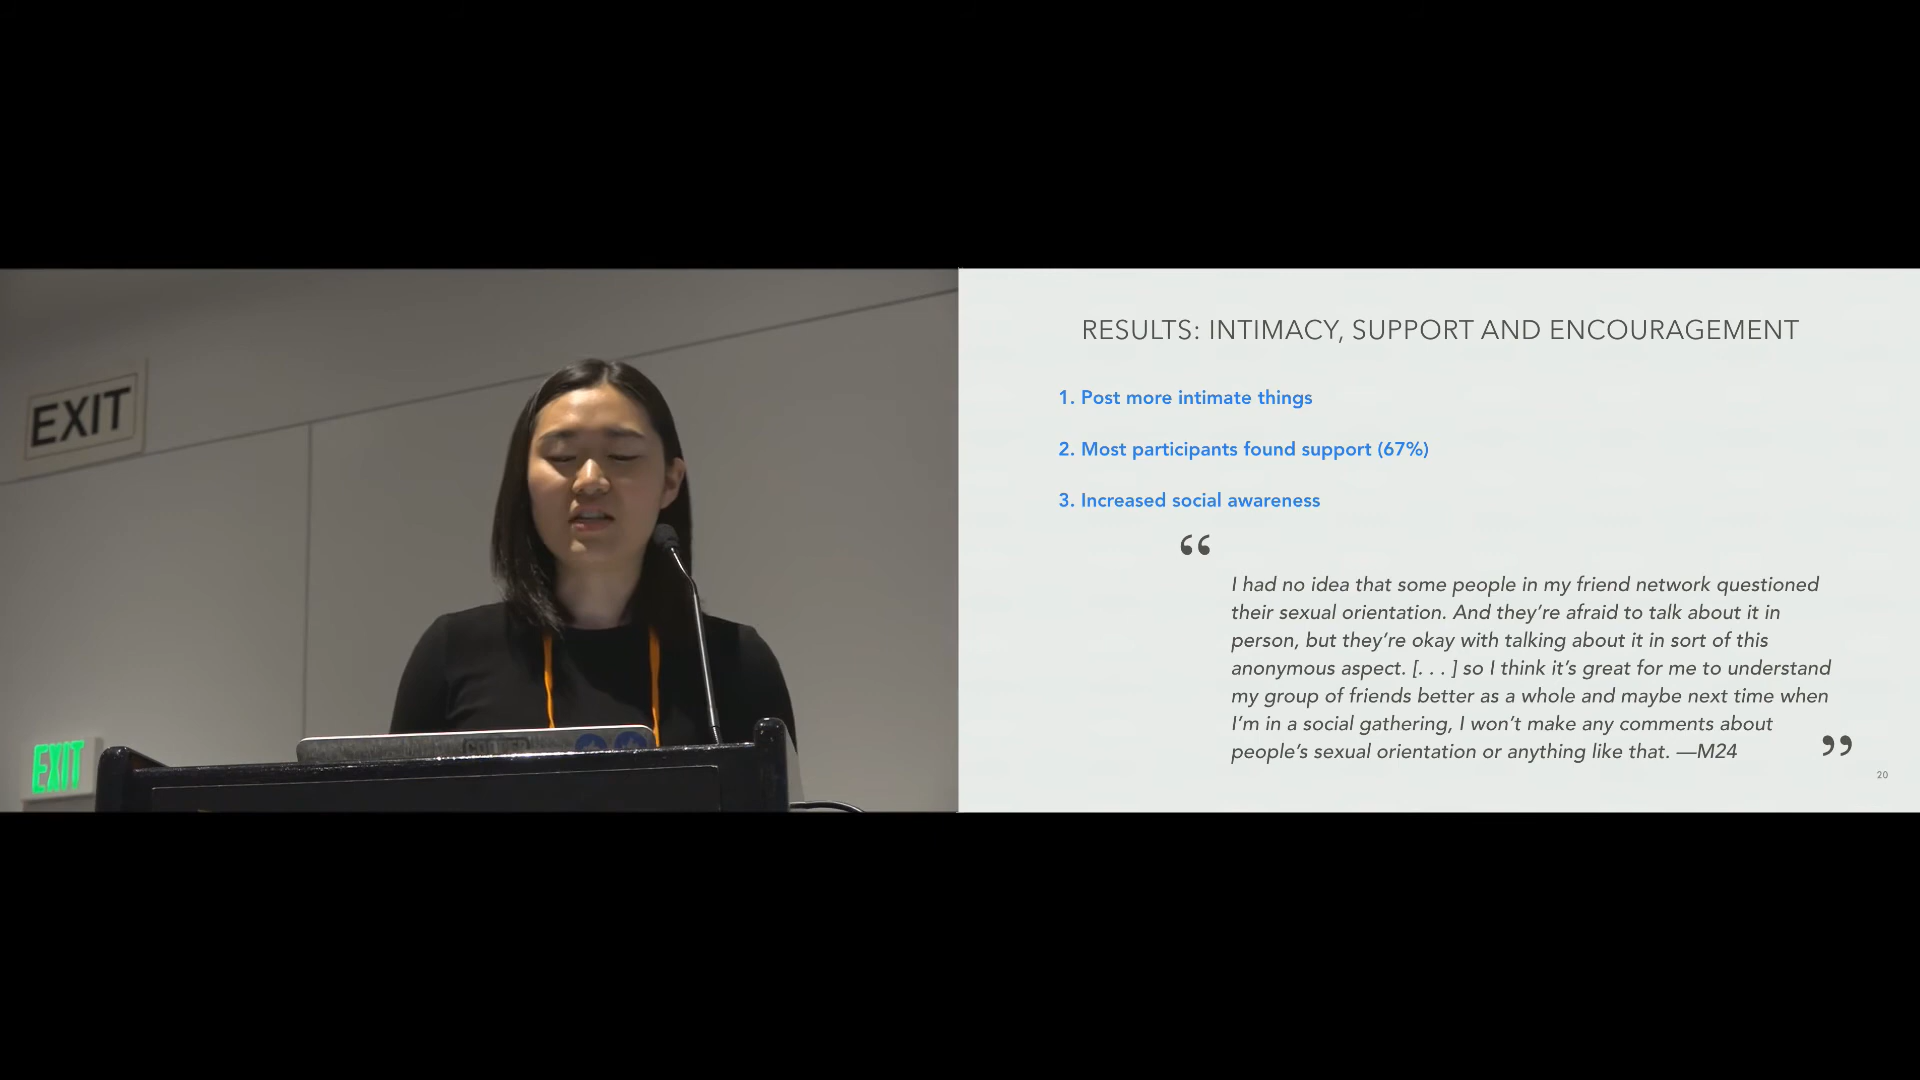 EXIT
EXIT
RESULTS: INTIMACY, SUPPORT AND ENCOURAGEMENT
1. Post more intimate things
2. Most participants found support (67%)
3. Increased social awareness
“
I had no idea that some people in my friend network questioned
their sexual orientation. And they’re afraid to talk about it in
person, but they’re okay with talking about it in sort of this
anonymous aspect. [. . . ] so I think it’s great for me to understand
my group of friends better as a whole and maybe next time when
I’m in a social gathering, I won’t make any comments about
people’s sexual orientation or anything like that. —M24
”
20